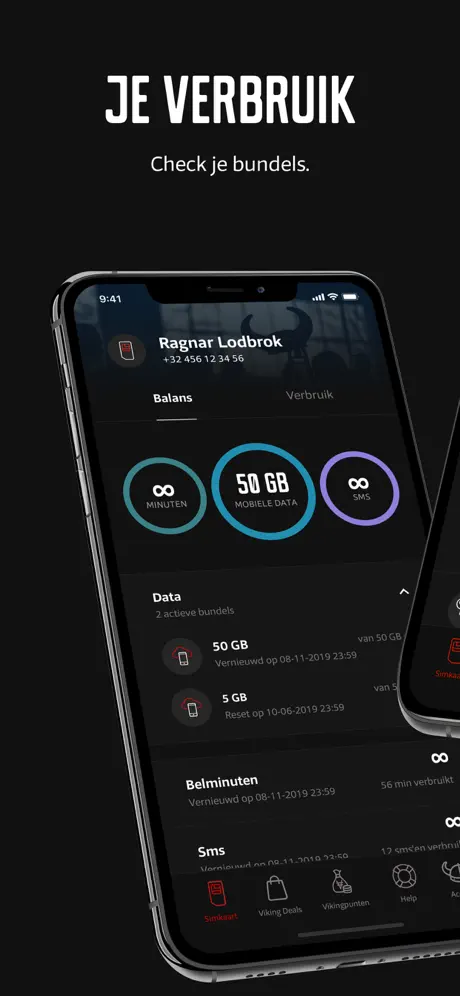 JE VERBRUIK
Check je bundels.
9:41
Ragnar Lodbrok
+32 456 12 34 56
Balans
Verbruik
∞
MINUTEN
50 GB
MOBIELE DATA
∞
SMS
Data
2 actieve bundels
50 GB
van 50 GB
Vernieuwd op 08-11-2019 23:59
5 GB
van 5
Reset op 10-06-2019 23:59
Belminuten
∞
Vernieuwd op 08-11-2019 23:59
56 min verbruikt
Sms
∞
Vernieuwd op 08-11-2019 23:59
12 sms'en verbruik
Simkaart
Viking Deals
Vikingpunten
Help
Ac
Simkaar